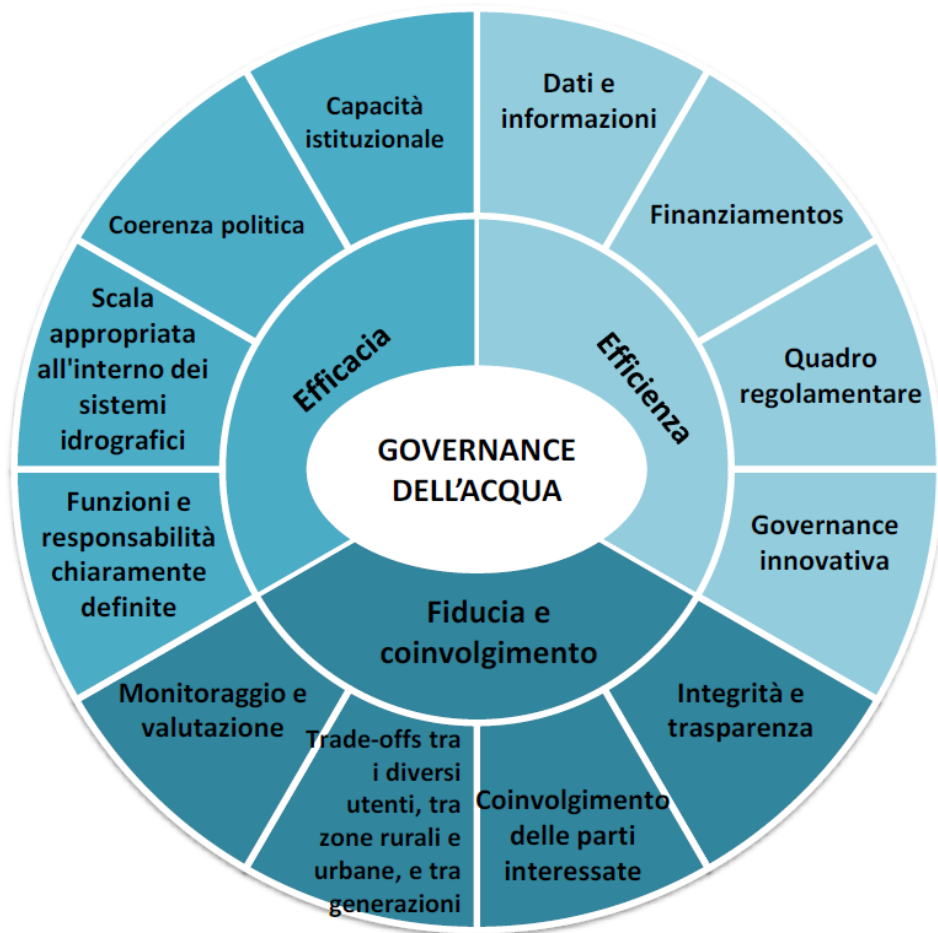 Capacità
istituzionale
Dati e
informazioni
Finanziamentos
Quadro
regolamentare
Governance
innovativa
Integrità e
trasparenza
Coinvolgimento
delle parti
interessate
Trade-offs tra
i diversi
utenti, tra
zone rurali e
urbane, e tra
generazioni
Monitoraggio e
valutazione
Funzioni e
responsabilità
chiaramente
definite
Scala
appropriata
all'interno dei
sistemi
idrografici
Coerenza politica
Efficacia
Efficienza
Fiducia e
coinvolgimento
GOVERNANCE
DELL’ACQUA